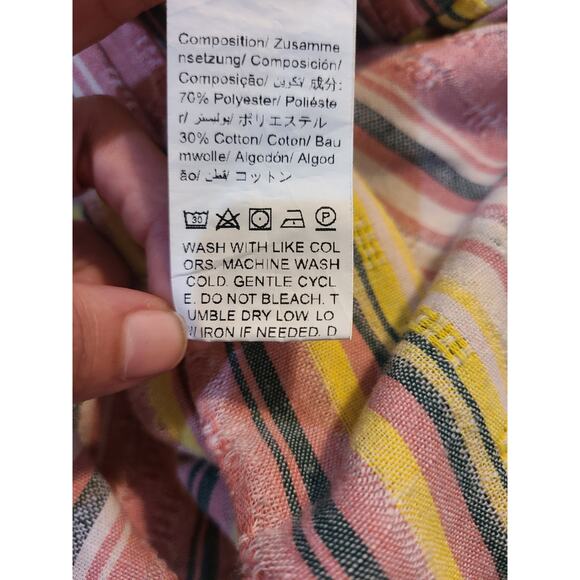 Composition/ Zusamme
nsetzung/ Composición/
Composição/ تكوين/ 成分:
70% Polyester/ Polièste
r/ بوليستر/ ポリエステル
30% Cotton/ Coton/ Bau
mwolle/ Algodón/ Algod
ão/ قطن/ コットン
30 P
WASH WITH LIKE COL
ORS. MACHINE WASH
COLD. GENTLE CYCL
E. DO NOT BLEACH. T
UMBLE DRY LOW LO
W IRON IF NEEDED. D